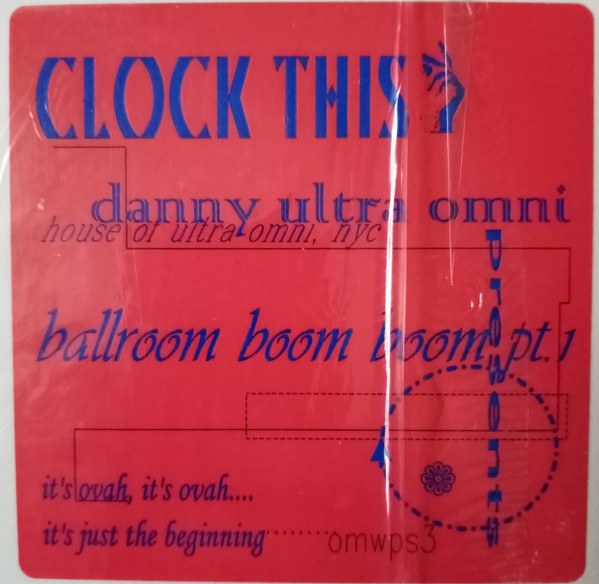 CLOCK THIS
danny ultra omni
house of ultra omni, nyc
presents
ballroom boom boom pt.1
it's ovah, it's ovah....
it's just the beginning.........omwps3